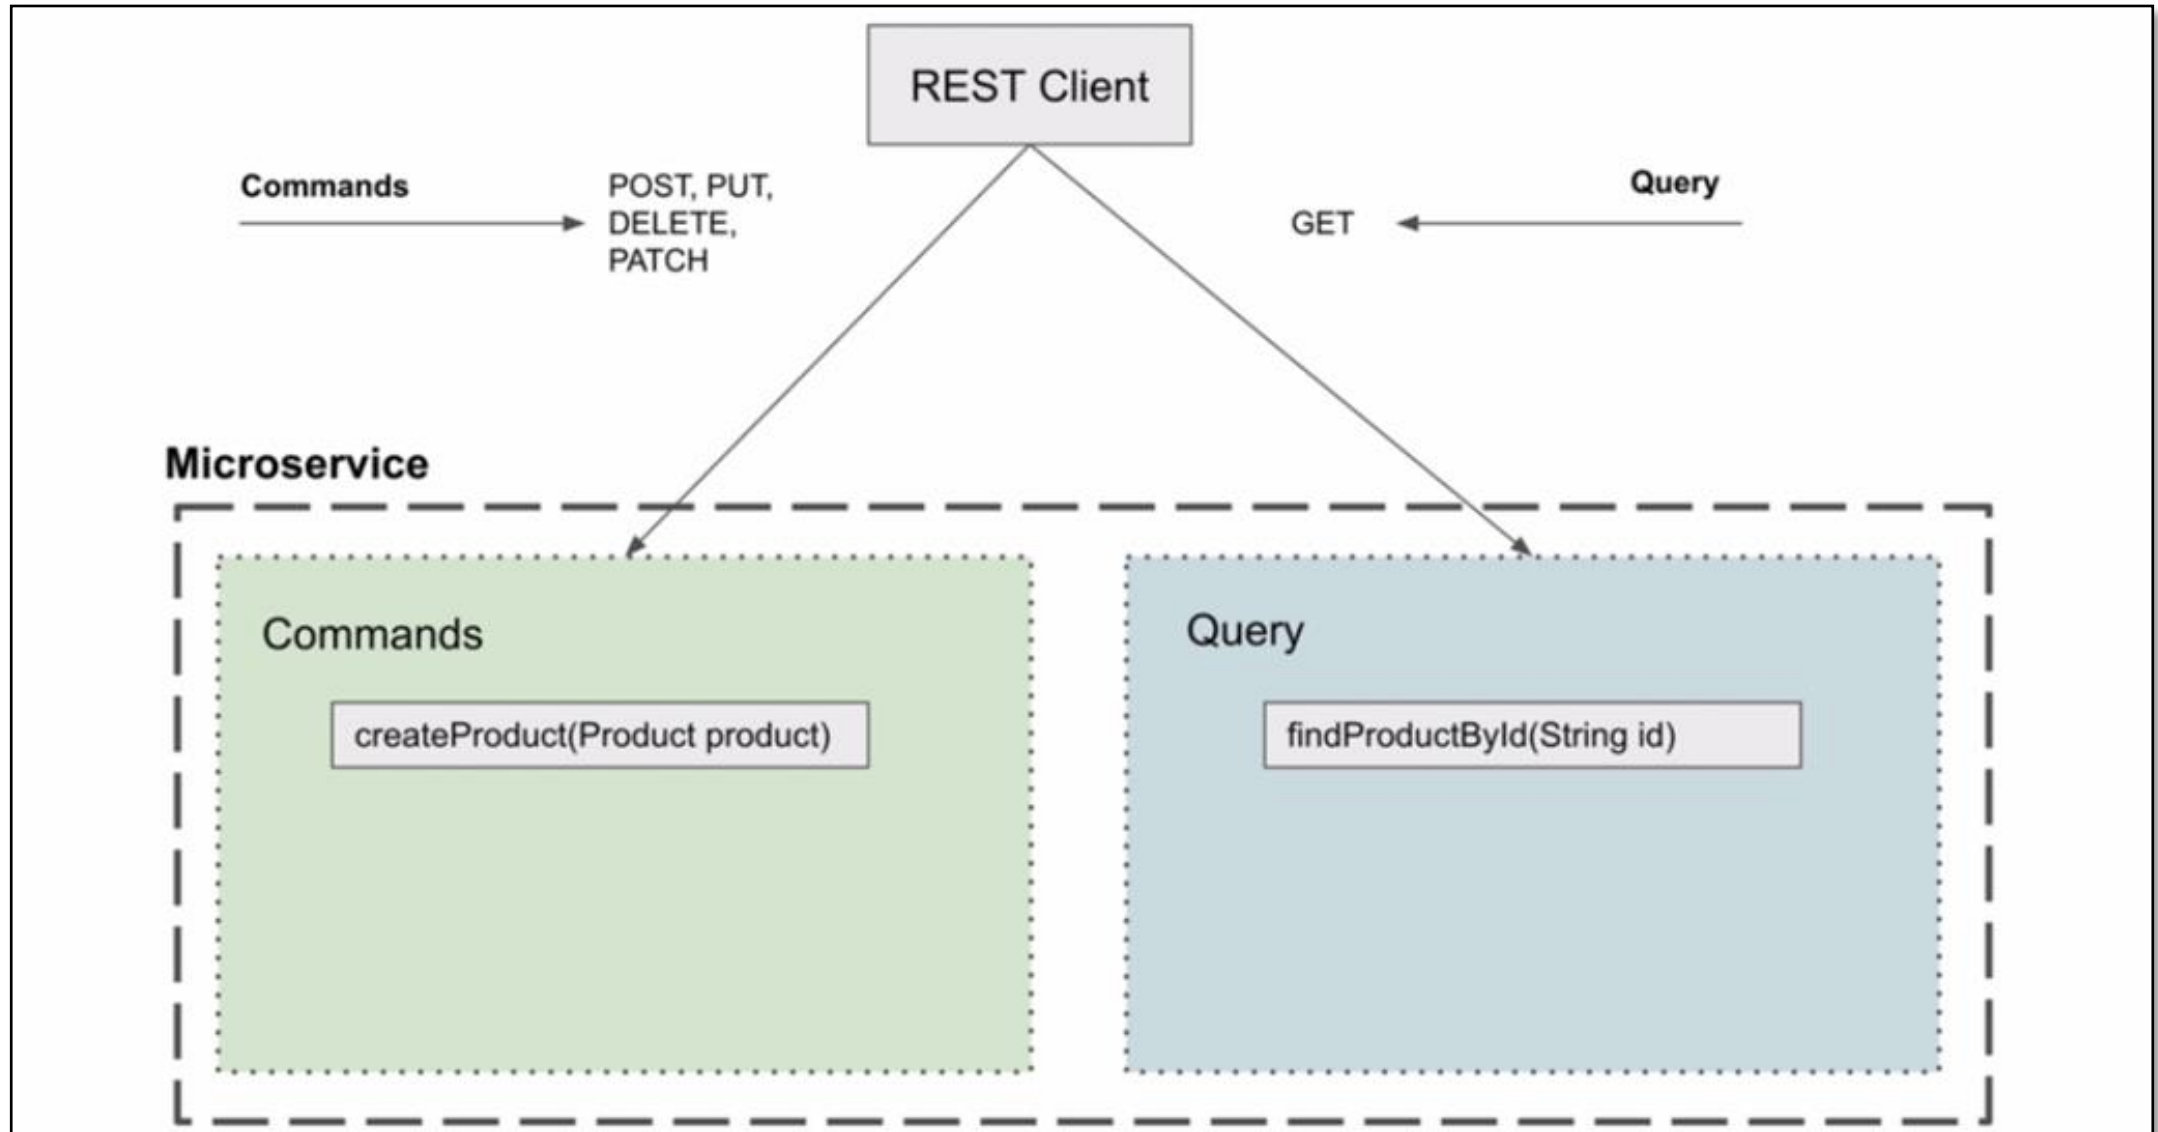 REST Client
Commands
POST, PUT,
DELETE,
PATCH
GET
Query
Microservice
Commands
createProduct(Product product)
Query
findProductById(String id)